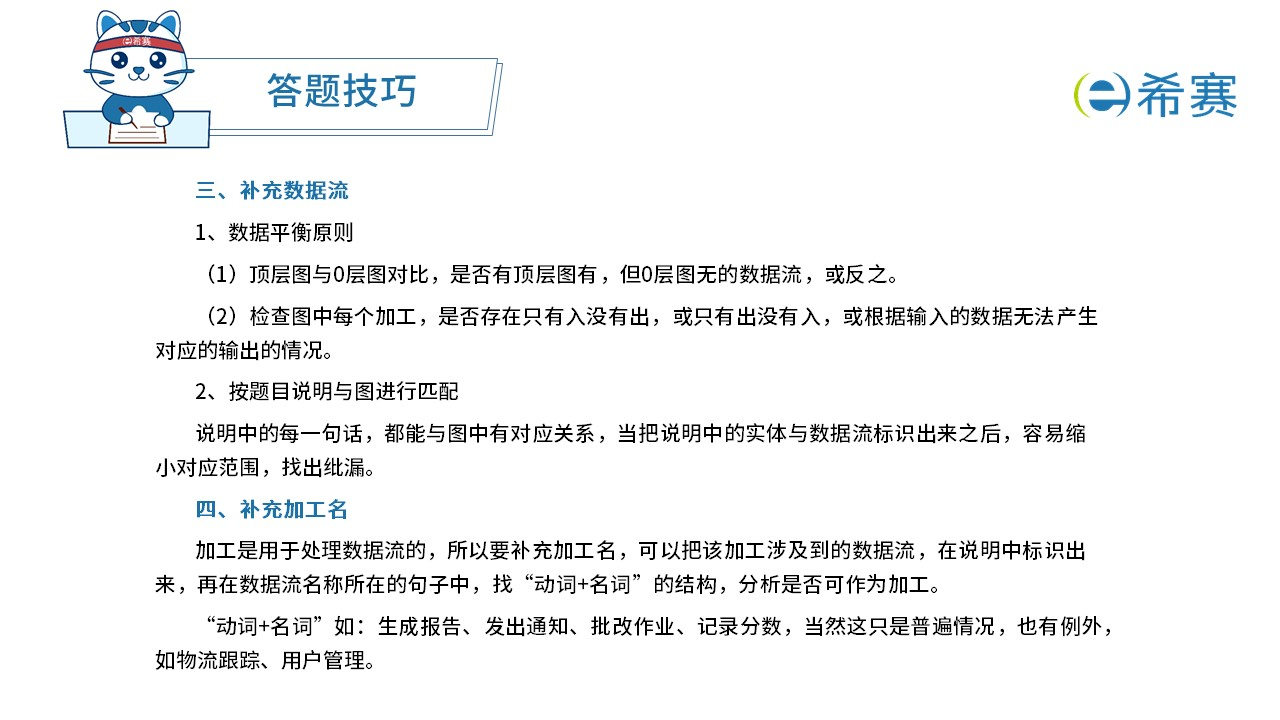 希赛
答题技巧
希赛
三、补充数据流
1、数据平衡原则
（1）顶层图与0层图对比，是否有顶层图有，但0层图无的数据流，或反之。
（2）检查图中每个加工，是否存在只有入没有出，或只有出没有入，或根据输入的数据无法产生
对应的输出的情况。
2、按题目说明与图进行匹配
说明中的每一句话，都能与图中有对应关系，当把说明中的实体与数据流标识出来之后，容易缩
小对应范围，找出纰漏。
四、补充加工名
加工是用于处理数据流的，所以要补充加工名，可以把该加工涉及到的数据流，在说明中标识出
来，再在数据流名称所在的句子中，找“动词+名词”的结构，分析是否可作为加工。
“动词+名词”如：生成报告、发出通知、批改作业、记录分数，当然这只是普遍情况，也有例外，
如物流跟踪、用户管理。